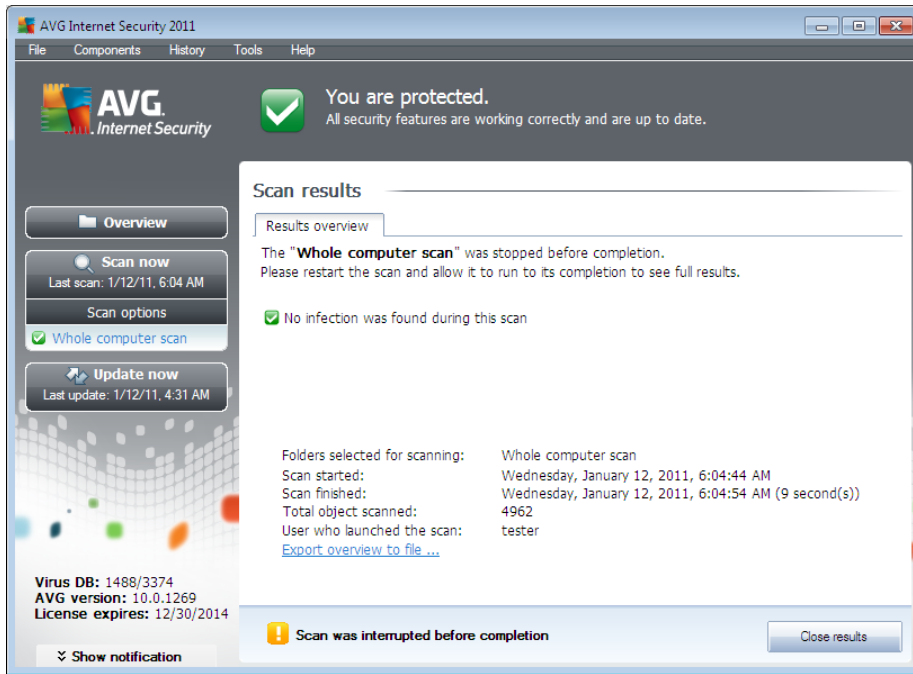 AVG Internet Security 2011
File Components History Tools Help
AVG.
Internet Security
You are protected.
All security features are working correctly and are up to date.
Overview
Scan now
Last scan: 1/12/11, 6:04 AM
Scan options
Whole computer scan
Update now
Last update: 1/12/11, 4:31 AM
Virus DB: 1488/3374
AVG version: 10.0.1269
License expires: 12/30/2014
Show notification
Scan results
Results overview
The "Whole computer scan" was stopped before completion.
Please restart the scan and allow it to run to its completion to see full results.
No infection was found during this scan
Folders selected for scanning: Whole computer scan
Scan started: Wednesday, January 12, 2011, 6:04:44 AM
Scan finished: Wednesday, January 12, 2011, 6:04:54 AM (9 second(s))
Total object scanned: 4962
User who launched the scan: tester
Export overview to file ...
Scan was interrupted before completion
Close results